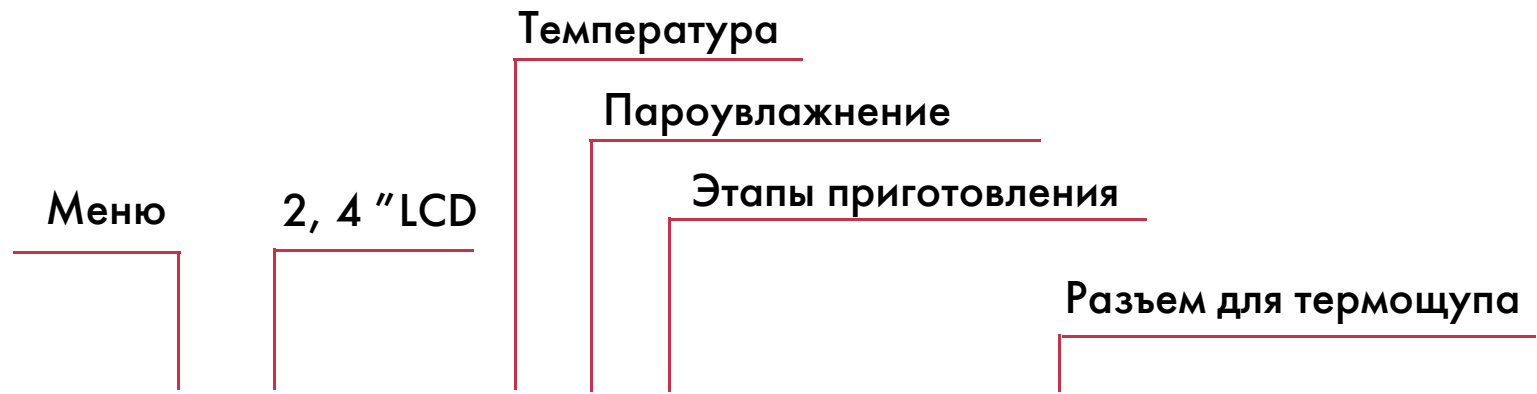 Температура
Пароувлажнение
Этапы приготовления
Меню
2, 4 ”LCD
Разъем для термощупа